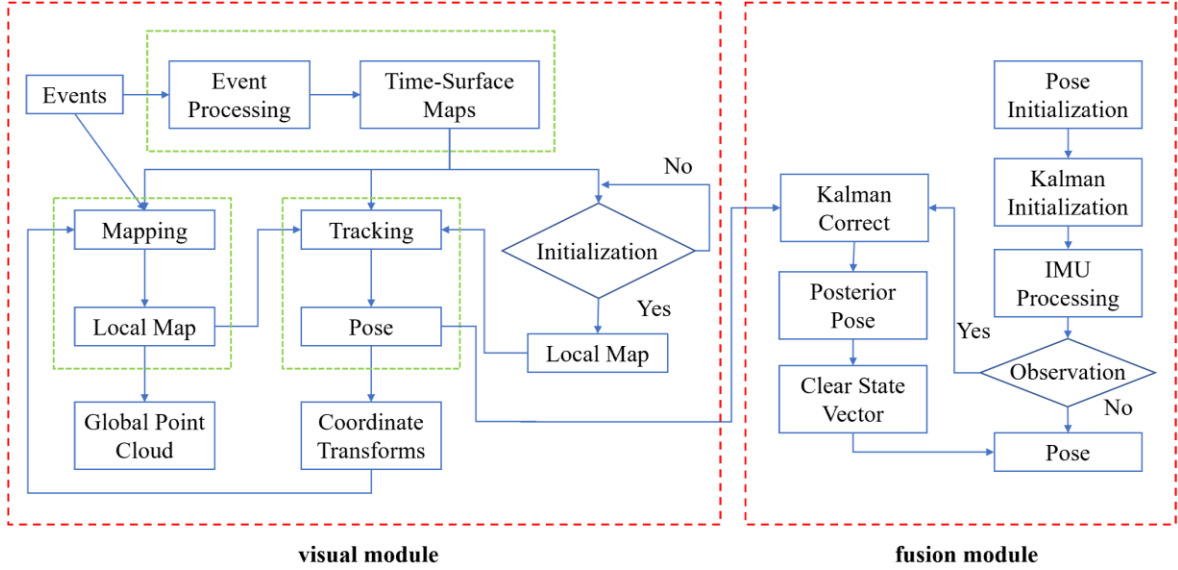 Events
Event
Processing
Time-Surface
Maps
No
Mapping
Tracking
Initialization
Yes
Local Map
Pose
Local Map
Global Point
Cloud
Coordinate
Transforms
visual module
Pose
Initialization
Kalman
Correct
Kalman
Initialization
Posterior
Pose
IMU
Processing
Yes
Clear State
Vector
Observation
No
Pose
fusion module